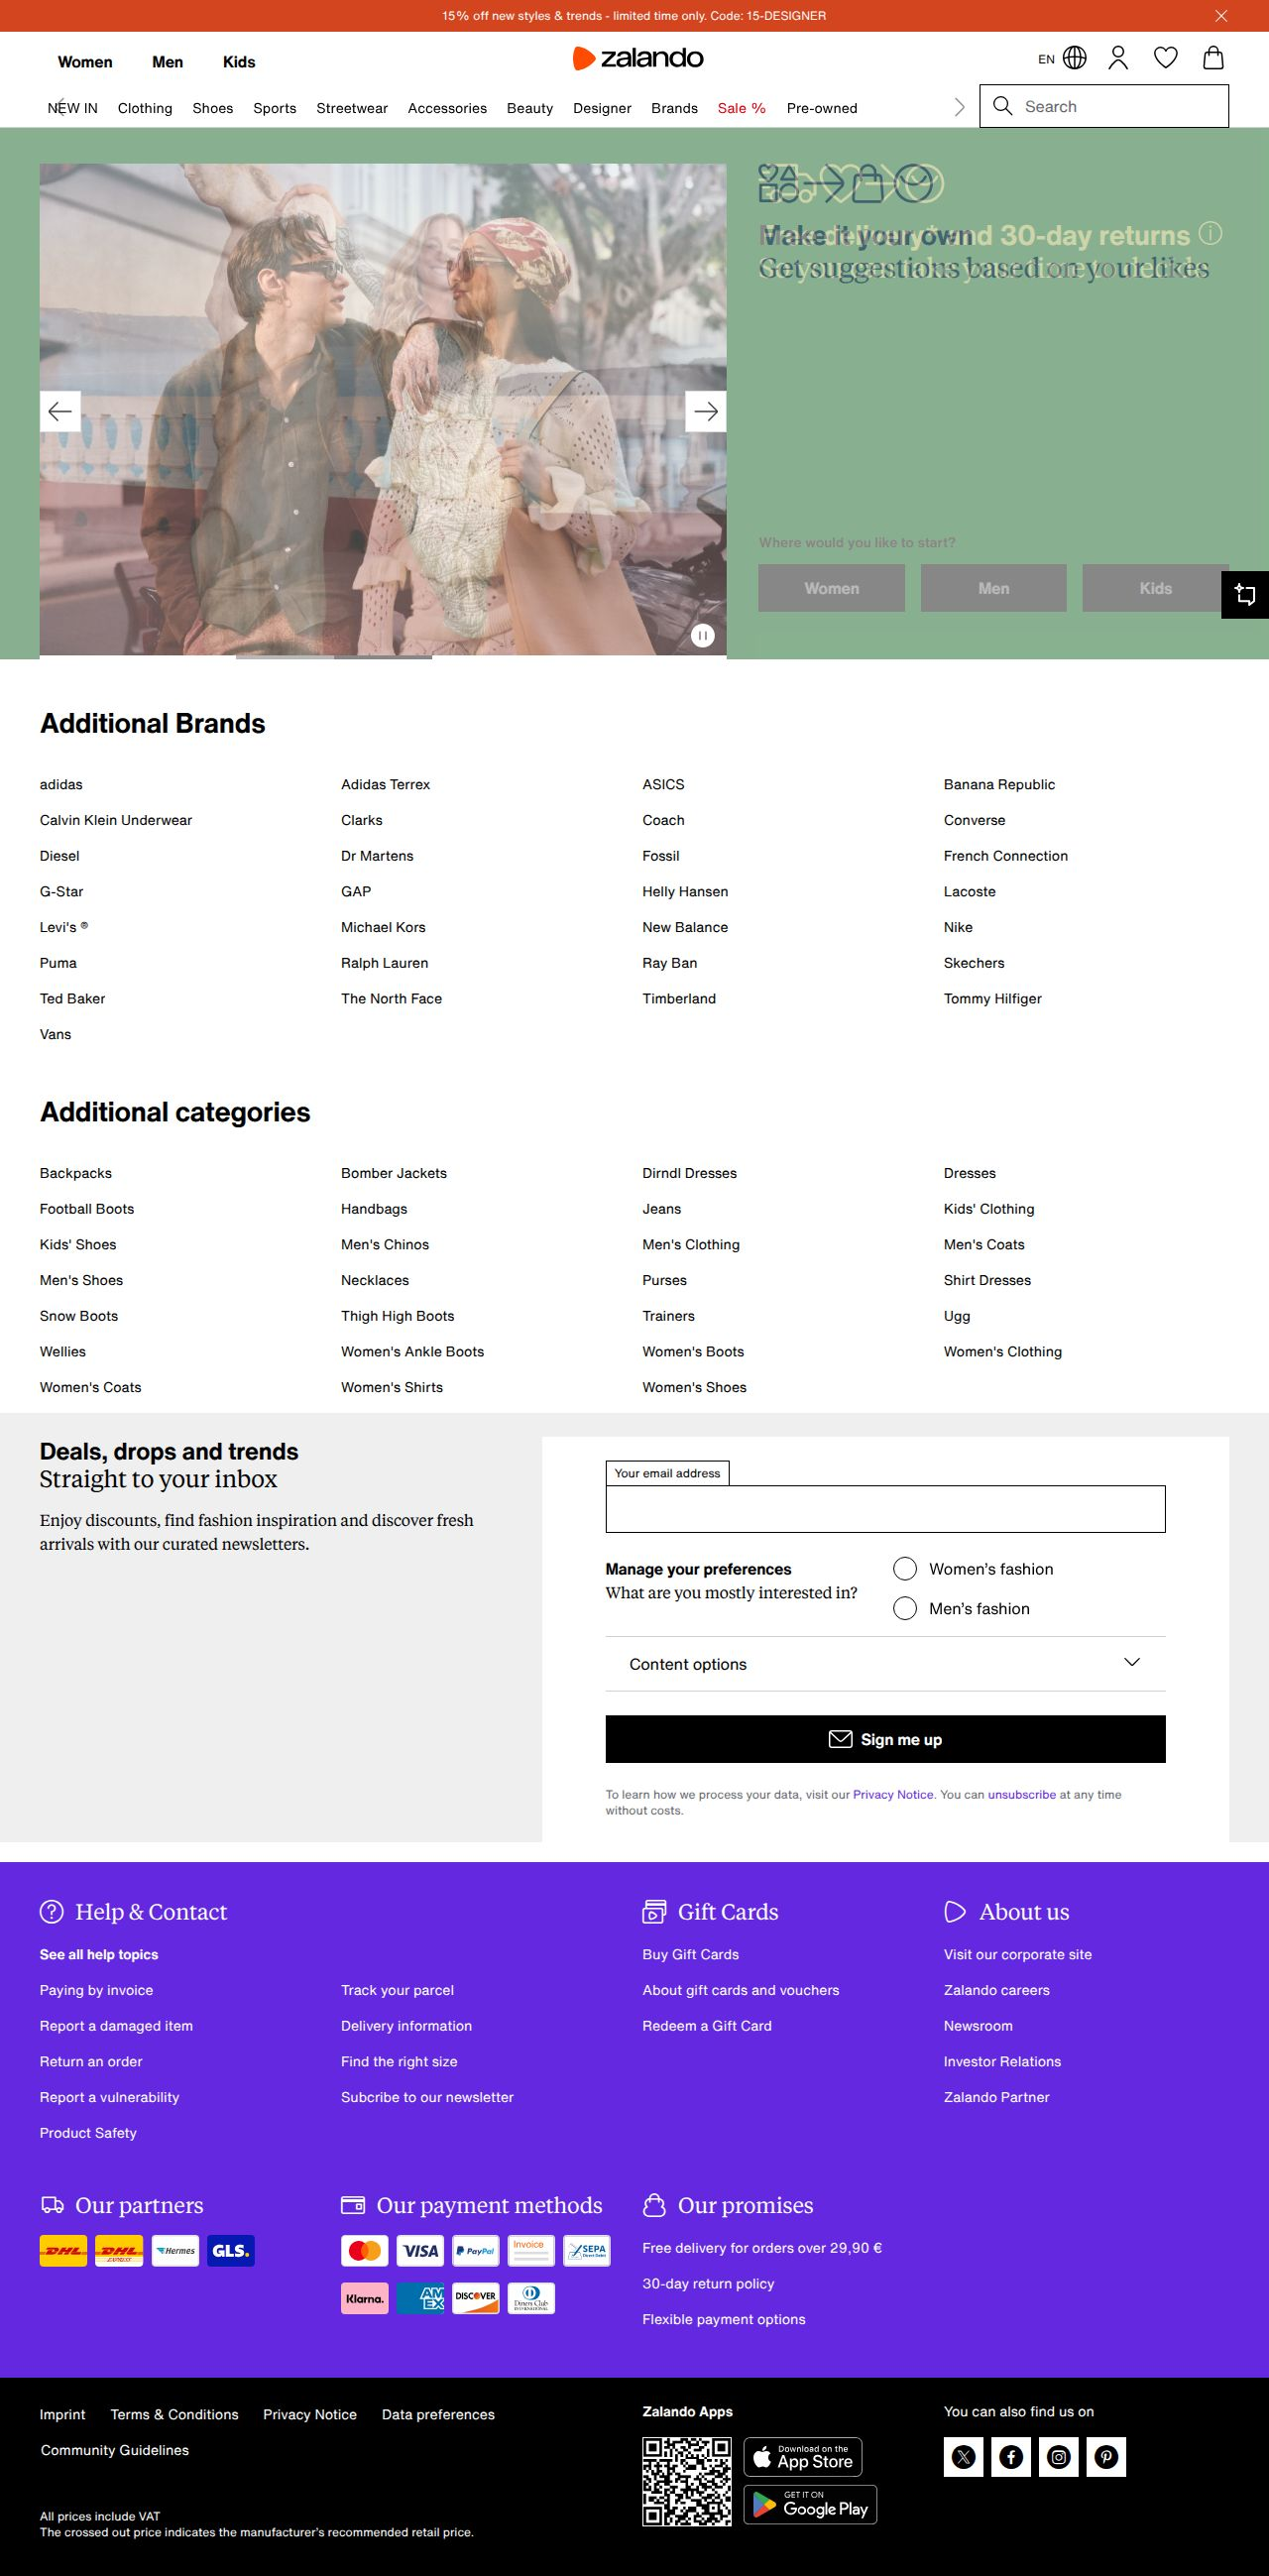 15% off new styles & trends - limited time only. Code: 15-DESIGNER
Women Men Kids
zalando
EN
NEW IN Clothing Shoes Sports Streetwear Accessories Beauty Designer Brands Sale % Pre-owned
Search
Make it your own
delivery* and 30-day returns
Get suggestions based on your likes
Where would you like to start?
Women Men Kids
Additional Brands
adidas Adidas Terrex ASICS Banana Republic
Calvin Klein Underwear Clarks Coach Converse
Diesel Dr Martens Fossil French Connection
G-Star GAP Helly Hansen Lacoste
Levi's ® Michael Kors New Balance Nike
Puma Ralph Lauren Ray Ban Skechers
Ted Baker The North Face Timberland Tommy Hilfiger
Vans
Additional categories
Backpacks Bomber Jackets Dirndl Dresses Dresses
Football Boots Handbags Jeans Kids' Clothing
Kids' Shoes Men's Chinos Men's Clothing Men's Coats
Men's Shoes Necklaces Purses Shirt Dresses
Snow Boots Thigh High Boots Trainers Ugg
Wellies Women's Ankle Boots Women's Boots Women's Clothing
Women's Coats Women's Shirts Women's Shoes
Deals, drops and trends
Straight to your inbox
Enjoy discounts, find fashion inspiration and discover fresh
arrivals with our curated newsletters.
Your email address
Manage your preferences
What are you mostly interested in?
Women’s fashion
Men’s fashion
Content options
Sign me up
To learn how we process your data, visit our Privacy Notice. You can unsubscribe at any time
without costs.
Help & Contact Gift Cards About us
See all help topics Buy Gift Cards Visit our corporate site
Paying by invoice Track your parcel About gift cards and vouchers Zalando careers
Report a damaged item Delivery information Redeem a Gift Card Newsroom
Return an order Find the right size Investor Relations
Report a vulnerability Subcribe to our newsletter Zalando Partner
Product Safety
Our partners Our payment methods Our promises
DHL DHL EXPRESS Hermes GLS. VISA PayPal Invoice SEPA Direct Debit
Free delivery for orders over 29,90 €
Klarna. AMEX DISCOVER Diners Club INTERNATIONAL
30-day return policy
Flexible payment options
Imprint Terms & Conditions Privacy Notice Data preferences
Community Guidelines
Zalando Apps
Download on the
App Store
GET IT ON
Google Play
You can also find us on
All prices include VAT
The crossed out price indicates the manufacturer’s recommended retail price.